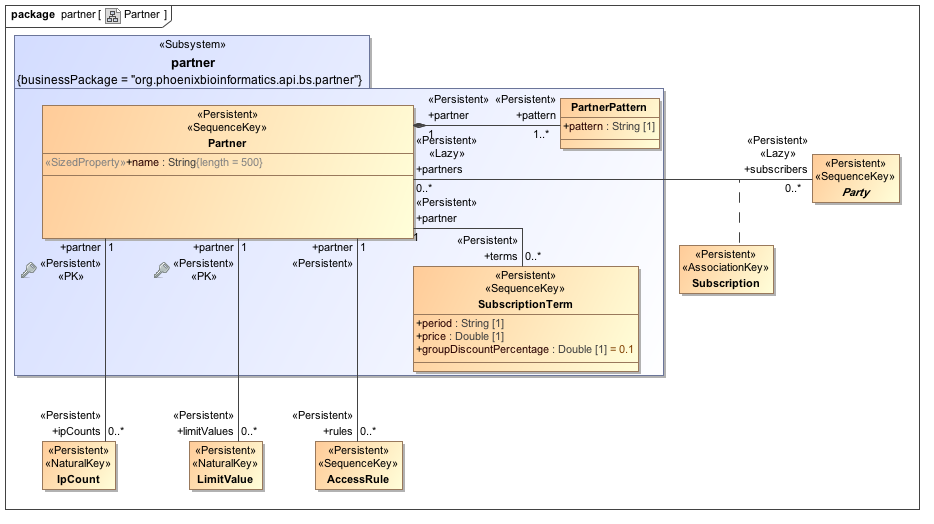 package partner [ Partner ]
«Subsystem»
partner
{businessPackage = "org.phoenixbioinformatics.api.bs.partner"}
«Persistent»
«SequenceKey»
Partner
«SizedProperty»+name : String{length = 500}
«Persistent»
+partner
1
«Persistent»
+pattern
1..*
PartnerPattern
+pattern : String [1]
«Persistent»
«Lazy»
+partners
0..*
«Persistent»
«Lazy»
+subscribers
0..*
«Persistent»
«SequenceKey»
Party
«Persistent»
+partner
1
«Persistent»
+terms
0..*
«Persistent»
«AssociationKey»
Subscription
«Persistent»
«SequenceKey»
SubscriptionTerm
+period : String [1]
+price : Double [1]
+groupDiscountPercentage : Double [1] = 0.1
+partner 1
«Persistent»
«PK»
+partner 1
«Persistent»
«PK»
+partner 1
«Persistent»
«Persistent»
+ipCounts 0..*
«Persistent»
+limitValues 0..*
«Persistent»
+rules 0..*
«Persistent»
«NaturalKey»
IpCount
«Persistent»
«NaturalKey»
LimitValue
«Persistent»
«SequenceKey»
AccessRule